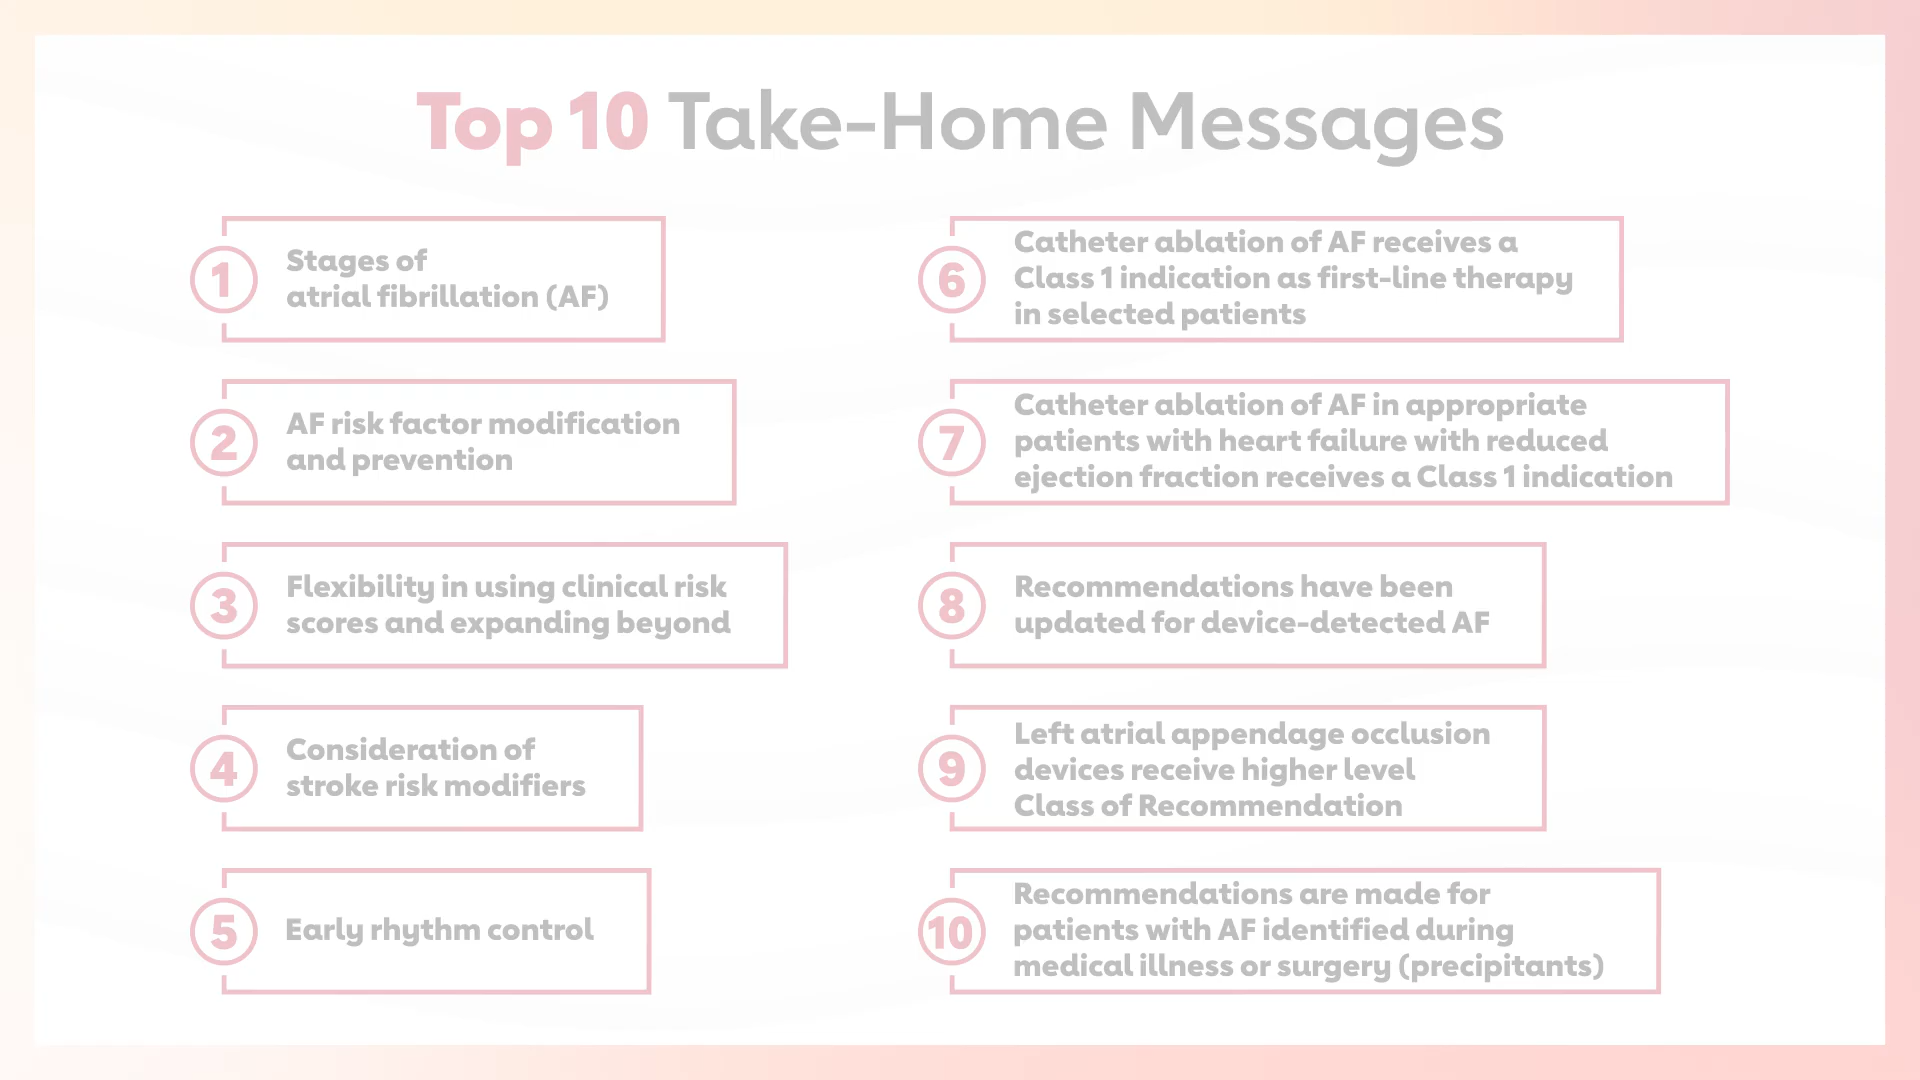 Top 10 Take-Home Messages
1
Stages of
atrial fibrillation (AF)
2
AF risk factor modification
and prevention
3
Flexibility in using clinical risk
scores and expanding beyond
4
Consideration of
stroke risk modifiers
5
Early rhythm control
6
Catheter ablation of AF receives a
Class 1 indication as first-line therapy
in selected patients
7
Catheter ablation of AF in appropriate
patients with heart failure with reduced
ejection fraction receives a Class 1 indication
8
Recommendations have been
updated for device-detected AF
9
Left atrial appendage occlusion
devices receive higher level
Class of Recommendation
10
Recommendations are made for
patients with AF identified during
medical illness or surgery (precipitants)